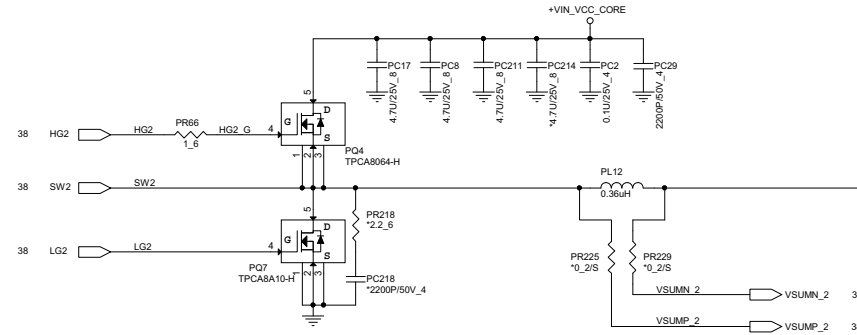 +VIN_VCC_CORE
PC17
4.7U/25V_8
PC8
4.7U/25V_8
PC211
4.7U/25V_8
PC214
*4.7U/25V_8
PC2
0.1U/25V_4
PC29
2200P/50V_4
5
D
G
S
4
1
2
3
PQ4
TPCA8064-H
38
HG2
HG2
PR66
1_6
HG2_G
38
SW2
SW2
PL12
0.36uH
5
D
G
S
4
1
2
3
PQ7
TPCA8A10-H
38
LG2
LG2
PR218
*2.2_6
PC218
*2200P/50V_4
PR225
*0_2/S
PR229
*0_2/S
VSUMN_2
VSUMN_2
3
VSUMP_2
VSUMP_2
3